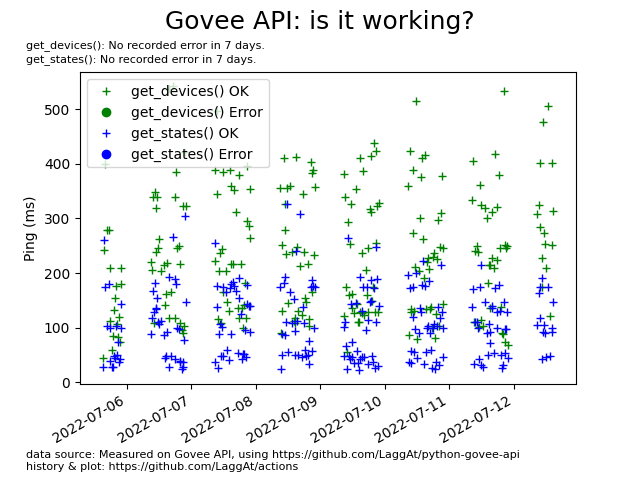 Govee API: is it working?
get_devices(): No recorded error in 7 days.
get_states(): No recorded error in 7 days.
get_devices() OK
get_devices() Error
get_states() OK
get_states() Error
Ping (ms)
500
400
300
200
100
0
2022-07-06
2022-07-07
2022-07-08
2022-07-09
2022-07-10
2022-07-11
2022-07-12
data source: Measured on Govee API, using https://github.com/LaggAt/python-govee-api
history & plot: https://github.com/LaggAt/actions